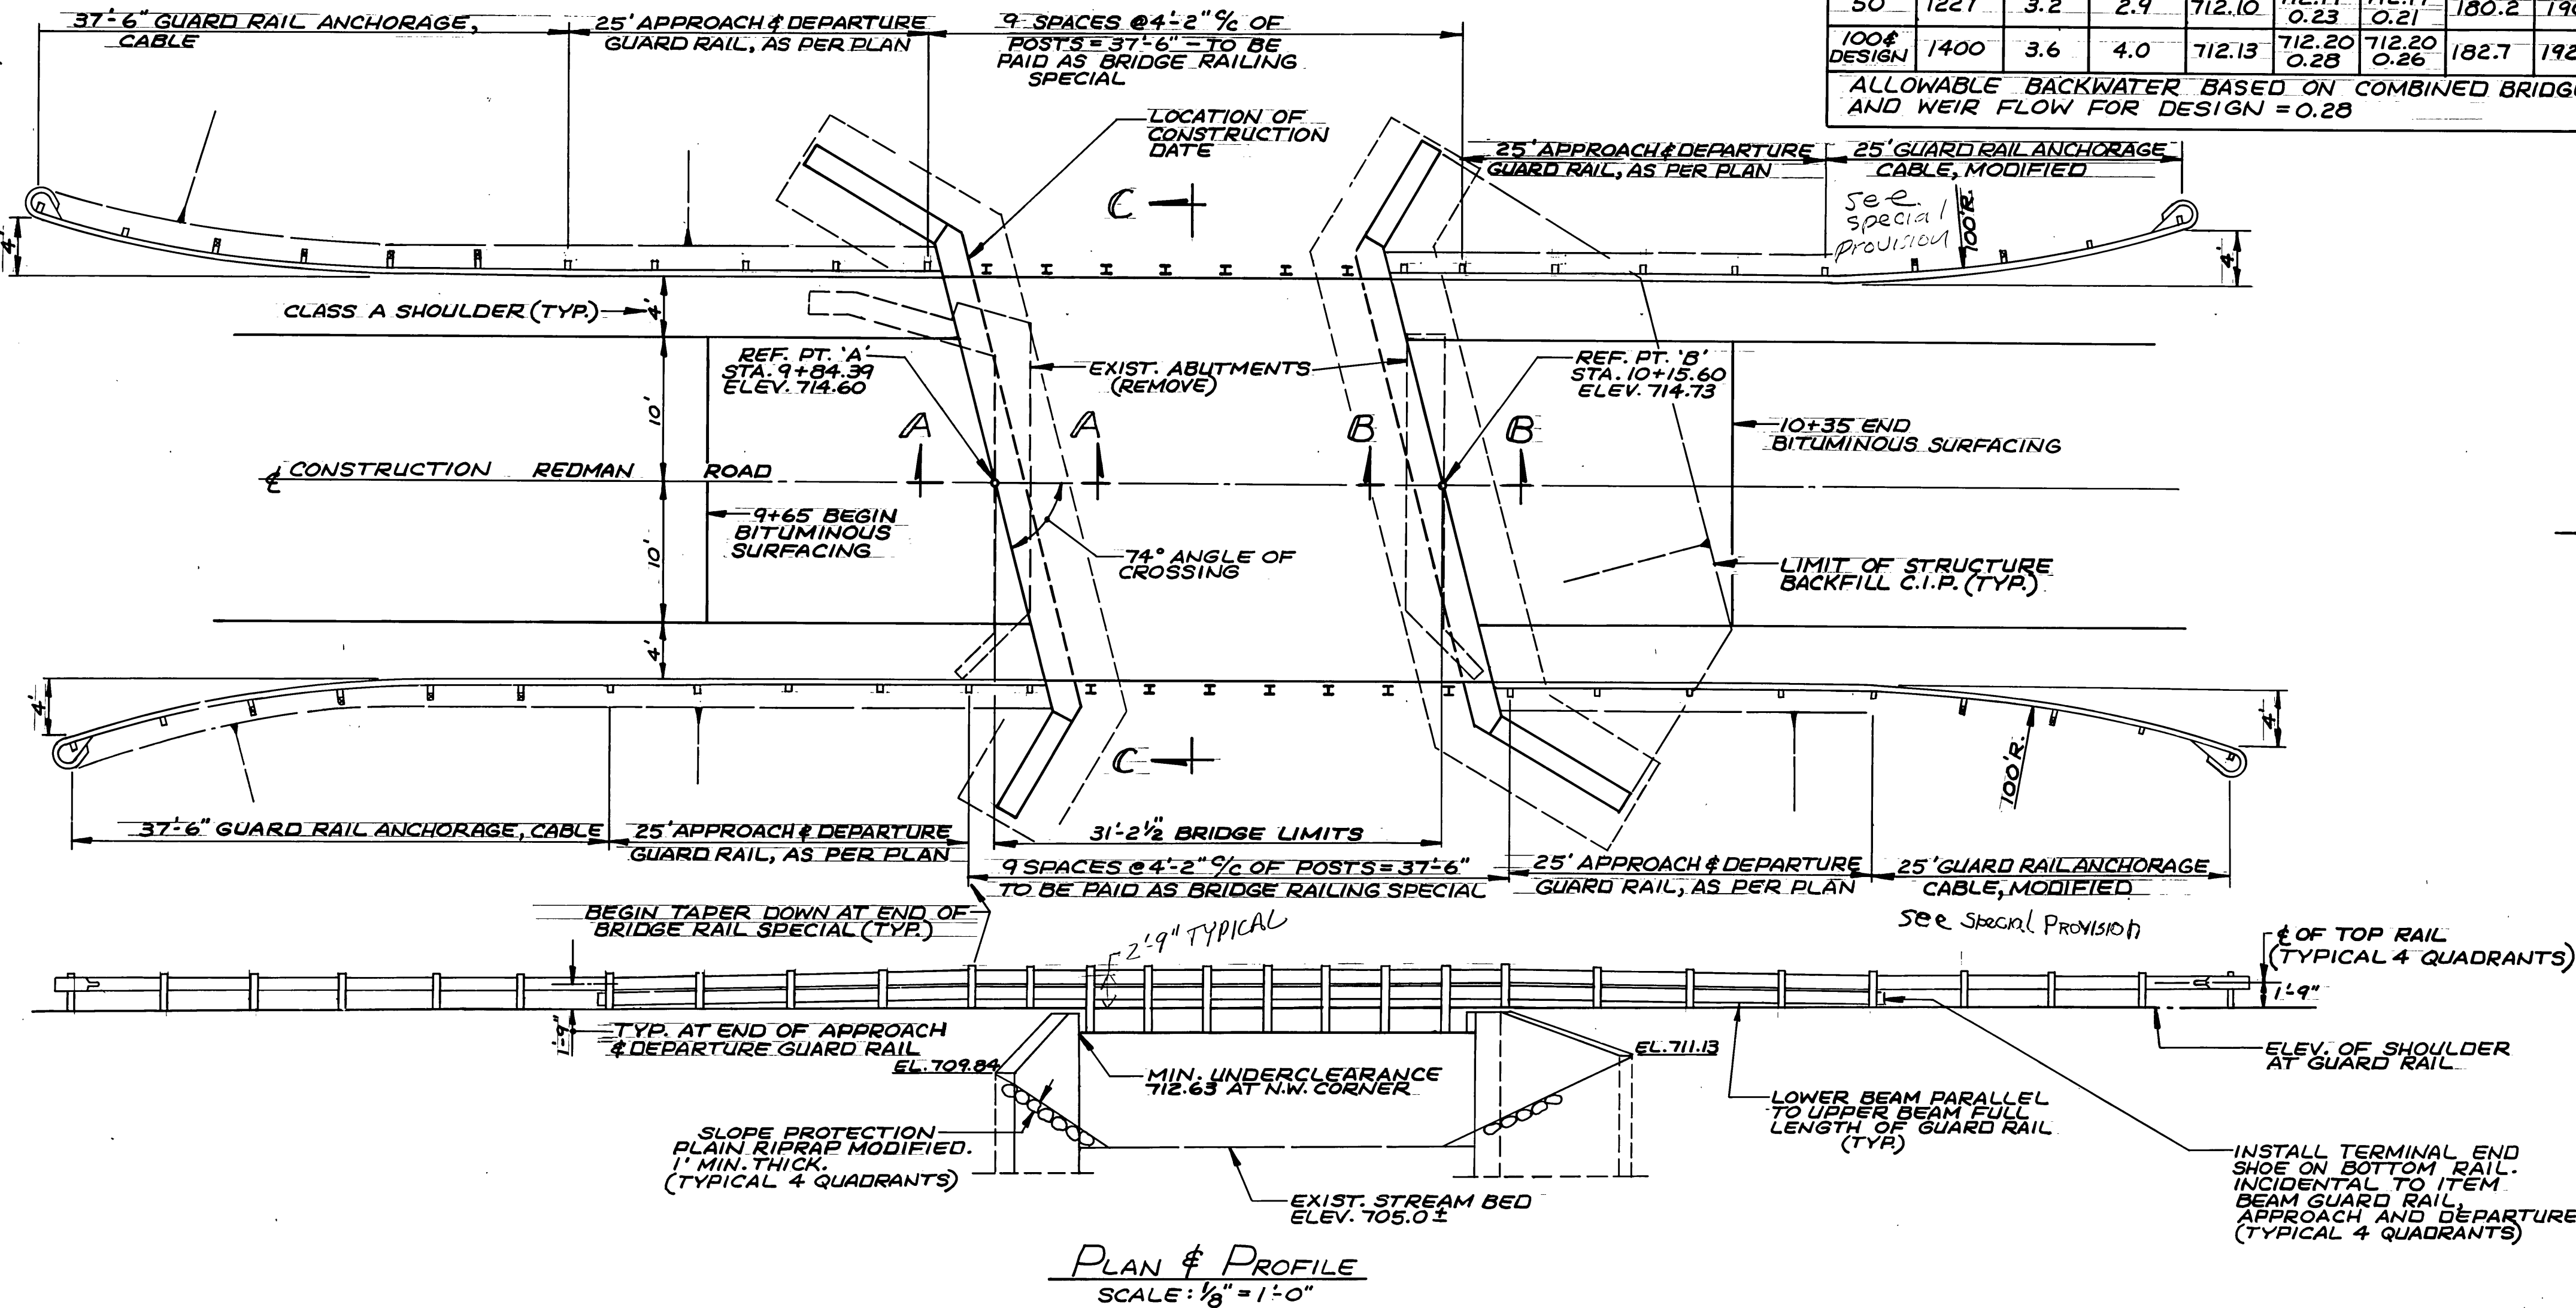 37'-6" GUARD RAIL ANCHORAGE,
CABLE
25' APPROACH & DEPARTURE
GUARD RAIL, AS PER PLAN
9 SPACES @ 4'-2" C/C OF
POSTS = 37'-6" - TO BE
PAID AS BRIDGE RAILING
SPECIAL
50 1227 3.2 2.9 712.10 0.23 0.21 180.2
100 & DESIGN 1400 3.6 4.0 712.13 712.20 0.28 712.20 0.26 182.7 192
ALLOWABLE BACKWATER BASED ON COMBINED BRIDGE
AND WEIR FLOW FOR DESIGN = 0.28
LOCATION OF
CONSTRUCTION
DATE
C
25' APPROACH & DEPARTURE
GUARD RAIL, AS PER PLAN
25' GUARD RAIL ANCHORAGE
CABLE, MODIFIED
see
special
provision
100'R.
4'
4'
CLASS A SHOULDER (TYP.)
4'
REF. PT. 'A'
STA. 9+84.39
ELEV. 714.60
EXIST. ABUTMENTS
(REMOVE)
REF. PT. 'B'
STA. 10+15.60
ELEV. 714.73
10'
A A B B
10+35 END
BITUMINOUS SURFACING
℄ CONSTRUCTION REDMAN ROAD
10'
9+65 BEGIN
BITUMINOUS
SURFACING
74° ANGLE OF
CROSSING
LIMIT OF STRUCTURE
BACKFILL C.I.P. (TYP.)
4'
4'
4'
C
100'R.
37'-6" GUARD RAIL ANCHORAGE, CABLE
25' APPROACH & DEPARTURE
GUARD RAIL, AS PER PLAN
31'-2½" BRIDGE LIMITS
9 SPACES @ 4'-2" C/C OF POSTS = 37'-6"
TO BE PAID AS BRIDGE RAILING SPECIAL
25' APPROACH & DEPARTURE
GUARD RAIL, AS PER PLAN
25' GUARD RAIL ANCHORAGE
CABLE, MODIFIED
see special PROVISION
BEGIN TAPER DOWN AT END OF
BRIDGE RAIL SPECIAL (TYP.)
2'-9" TYPICAL
℄ OF TOP RAIL
(TYPICAL 4 QUADRANTS)
1'-9"
1'-9"
TYP. AT END OF APPROACH
& DEPARTURE GUARD RAIL
EL. 709.84
MIN. UNDERCLEARANCE
712.63 AT N.W. CORNER
EL. 711.13
ELEV. OF SHOULDER
AT GUARD RAIL
LOWER BEAM PARALLEL
TO UPPER BEAM FULL
LENGTH OF GUARD RAIL
(TYP.)
SLOPE PROTECTION
PLAIN RIPRAP MODIFIED.
1' MIN. THICK.
(TYPICAL 4 QUADRANTS)
EXIST. STREAM BED
ELEV. 705.0±
INSTALL TERMINAL END
SHOE ON BOTTOM RAIL.
INCIDENTAL TO ITEM
BEAM GUARD RAIL,
APPROACH AND DEPARTURE
(TYPICAL 4 QUADRANTS)
PLAN & PROFILE
SCALE: ⅛" = 1'-0"